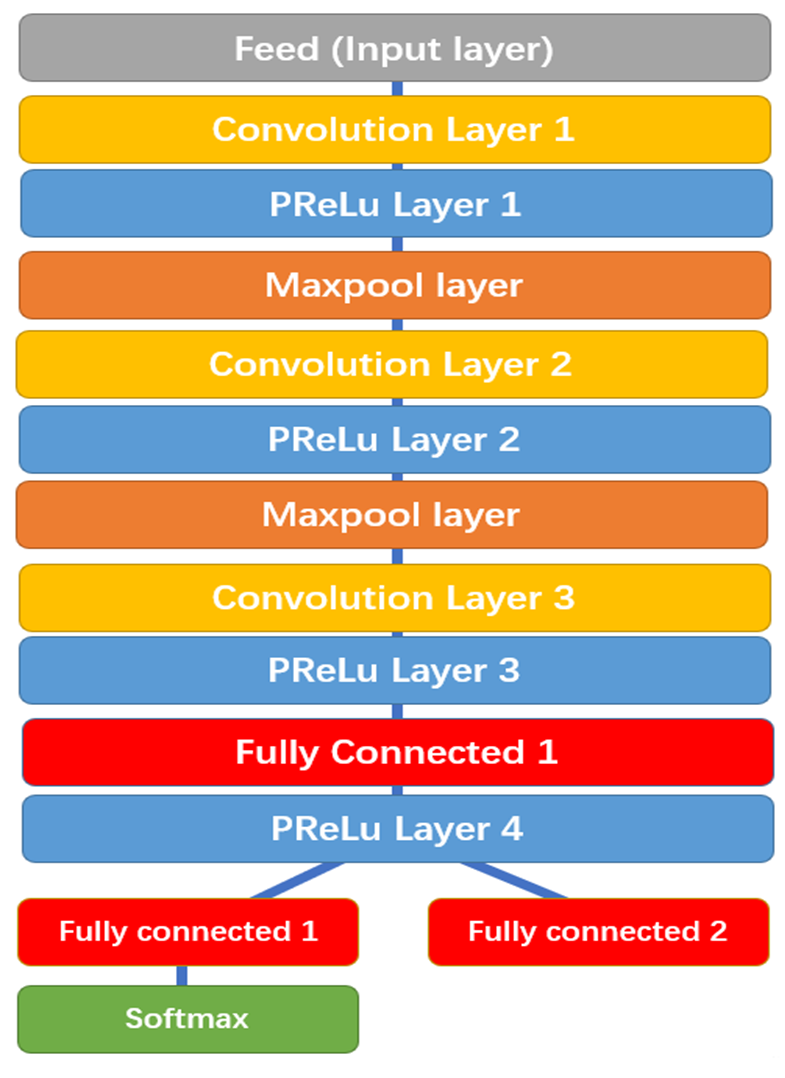 Feed (Input layer)
Convolution Layer 1
PReLu Layer 1
Maxpool layer
Convolution Layer 2
PReLu Layer 2
Maxpool layer
Convolution Layer 3
PReLu Layer 3
Fully Connected 1
PReLu Layer 4
Fully connected 1
Fully connected 2
Softmax